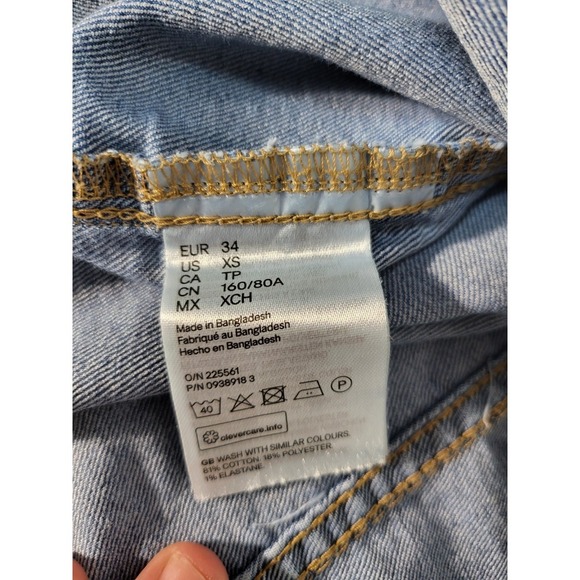 EUR 34
US XS
CA TP
CN 160/80A
MX XCH
Made in Bangladesh
Fabriqué au Bangladesh
Hecho en Bangladesh
O/N 225561
P/N 0938918 3
40 P
clevercare.info
GB WASH WITH SIMILAR COLOURS.
81% COTTON. 18% POLYESTER.
1% ELASTANE.